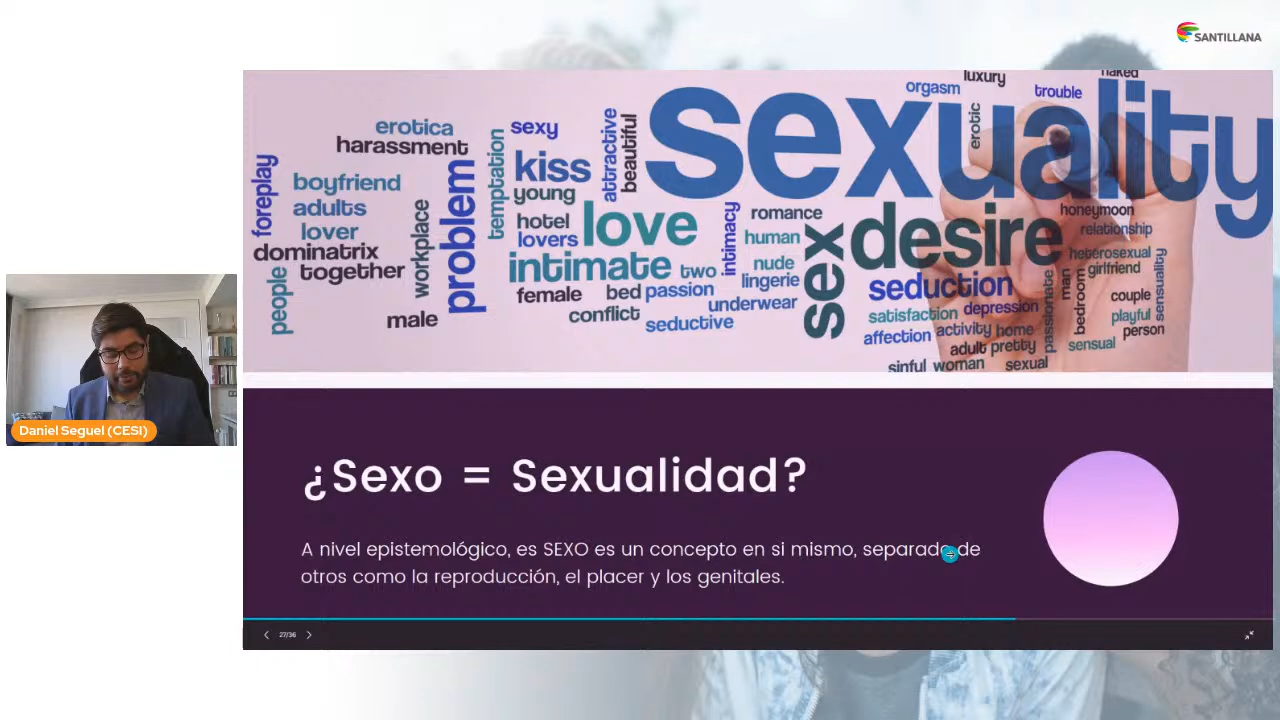 SANTILLANA
luxury
naked
orgasm
trouble
sexuality
erotic
erotica
sexy
harassment
temptation
attractive
beautiful
foreplay
kiss
boyfriend
problem
young
adults
workplace
hotel
love
intimacy
romance
desire
honeymoon
lover
lovers
human
sex
relationship
dominatrix
intimate
two
nude
heterosexual
together
people
female
bed
passion
lingerie
seduction
man
girlfriend
sensuality
conflict
underwear
satisfaction
depression
passionate
bedroom
couple
male
seductive
affection
activity
home
playful
person
adult
pretty
sensual
sinful
woman
sexual
Daniel Seguel (CESI)
¿Sexo = Sexualidad?
A nivel epistemológico, es SEXO es un concepto en si mismo, separado de
otros como la reproducción, el placer y los genitales.
27/36